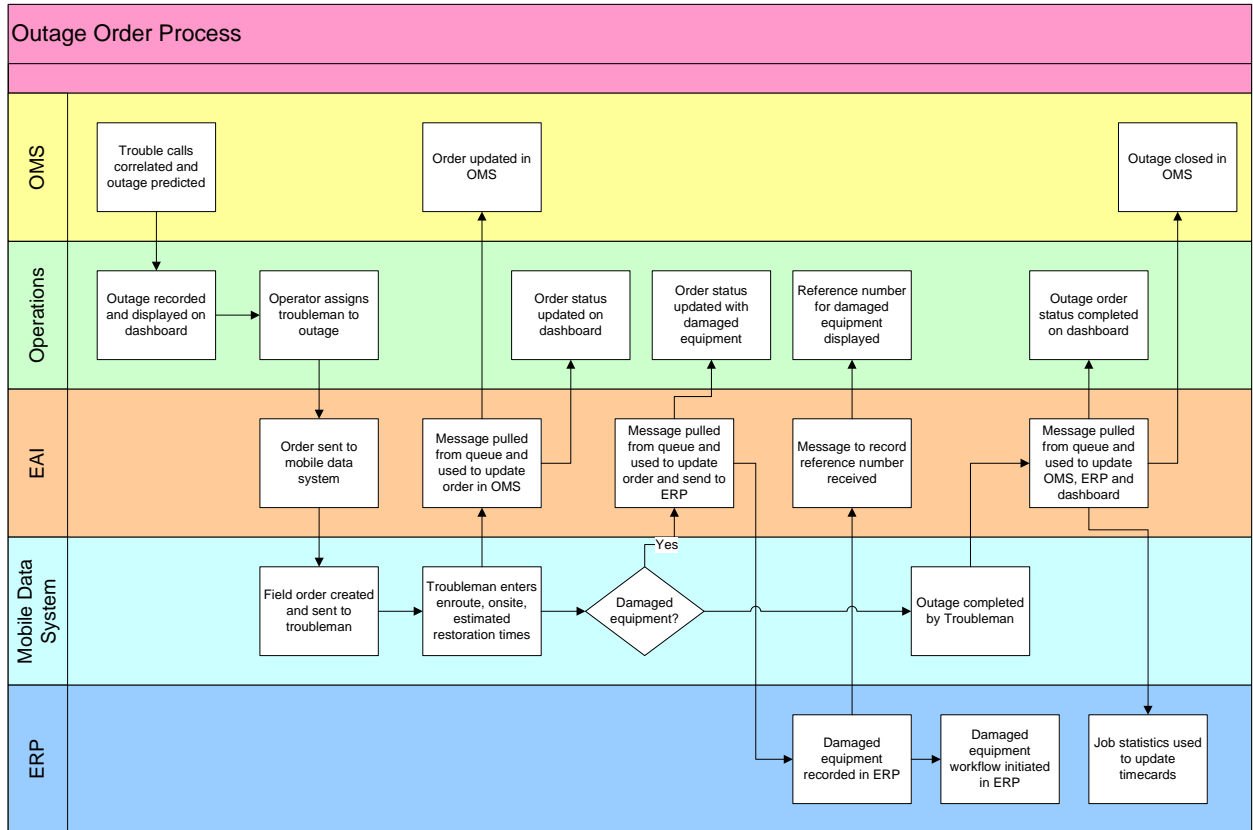 Outage Order Process
OMS
Trouble calls
correlated and
outage predicted
Order updated in
OMS
Outage closed in
OMS
Operations
Outage recorded
and displayed on
dashboard
Operator assigns
troubleman to
outage
Order status
updated on
dashboard
Order status
updated with
damaged
equipment
Reference number
for damaged
equipment
displayed
Outage order
status completed
on dashboard
EAI
Order sent to
mobile data
system
Message pulled
from queue and
used to update
order in OMS
Message pulled
from queue and
used to update
order and send to
ERP
Message to record
reference number
received
Message pulled
from queue and
used to update
OMS, ERP and
dashboard
Mobile Data
System
Field order created
and sent to
troubleman
Troubleman enters
enroute, onsite,
estimated
restoration times
Damaged
equipment?
Yes
Outage completed
by Troubleman
ERP
Damaged
equipment
recorded in ERP
Damaged
equipment
workflow initiated
in ERP
Job statistics used
to update
timecards